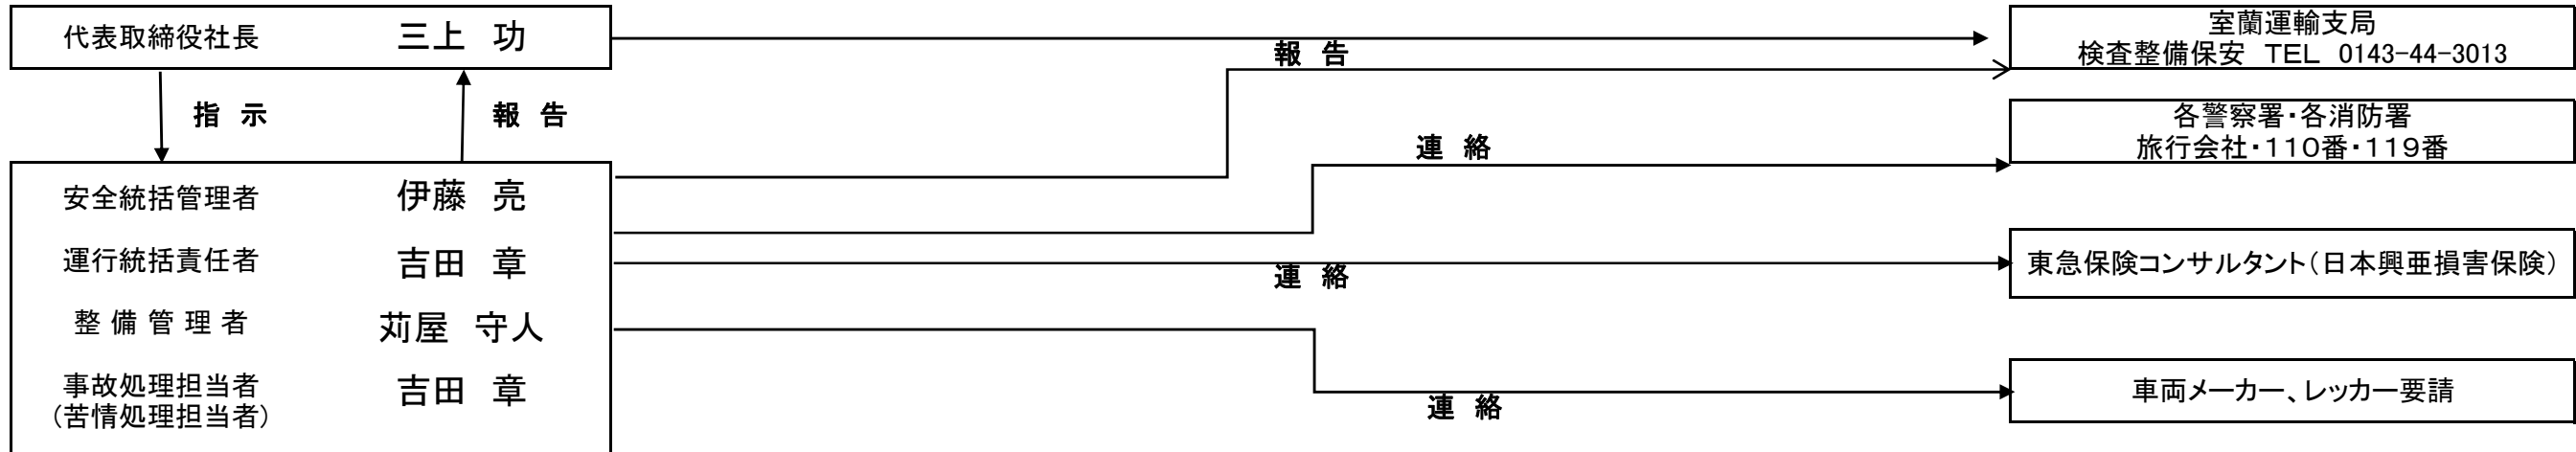 代表取締役社長 三上 功
報 告
室蘭運輸支局
検査整備保安 TEL 0143-44-3013
指 示
報 告
各警察署・各消防署
旅行会社・110番・119番
連 絡
安全統括管理者 伊藤 亮
運行統括責任者 吉田 章
連 絡
東急保険コンサルタント(日本興亜損害保険)
整 備 管 理 者 苅屋 守人
事故処理担当者 吉田 章
(苦情処理担当者)
連 絡
車両メーカー、レッカー要請